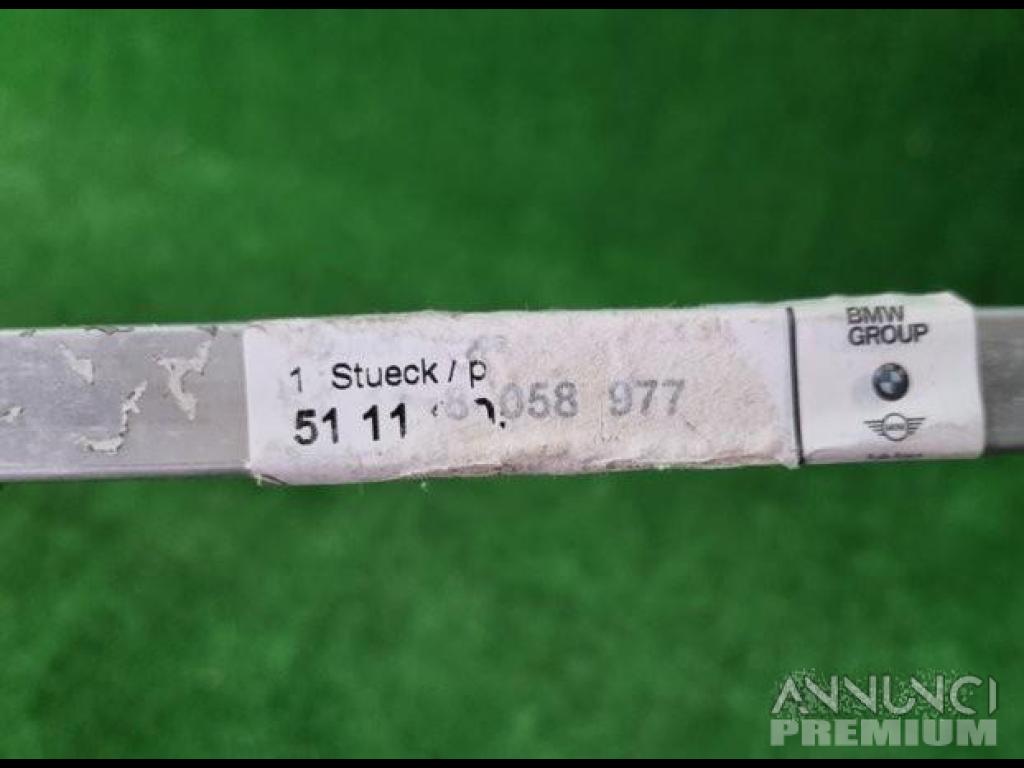 1 Stueck / p
51 11 058 977
BMW
GROUP
ANNUNCI
PREMIUM